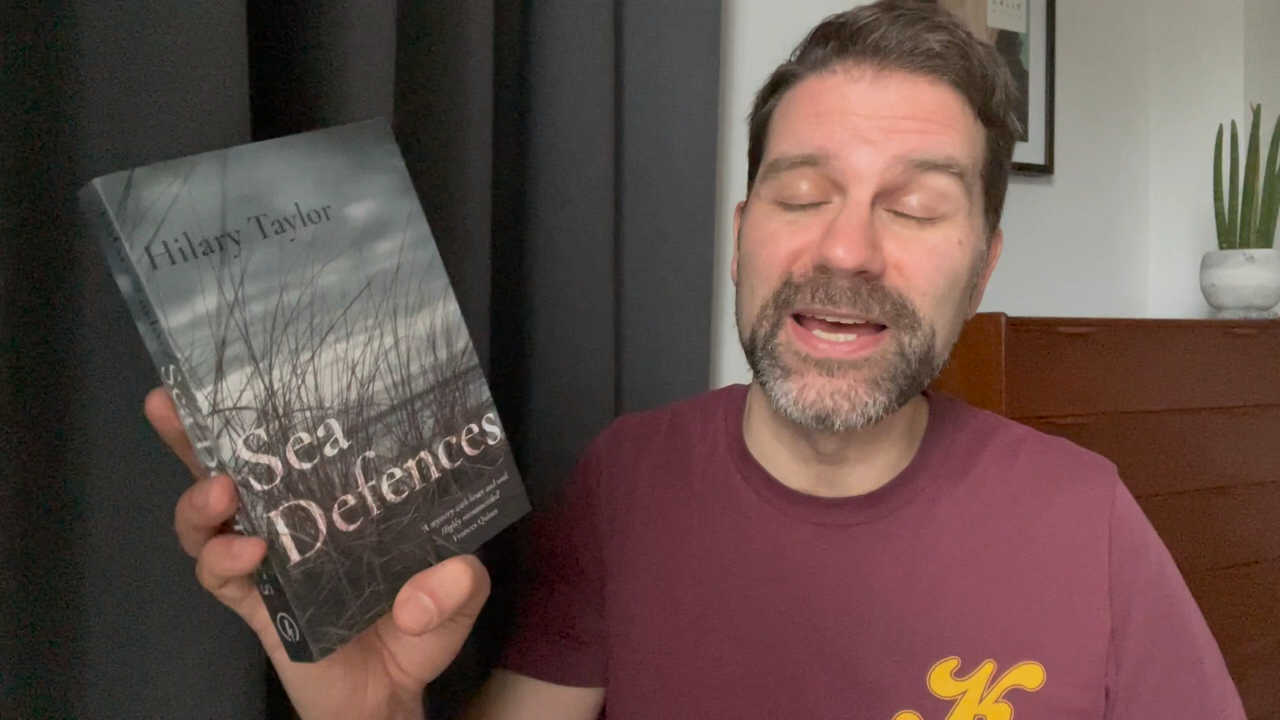 Hilary Taylor
Sea
Defences
'A mystery with heart and soul.
Highly recommended'
Frances Quinn